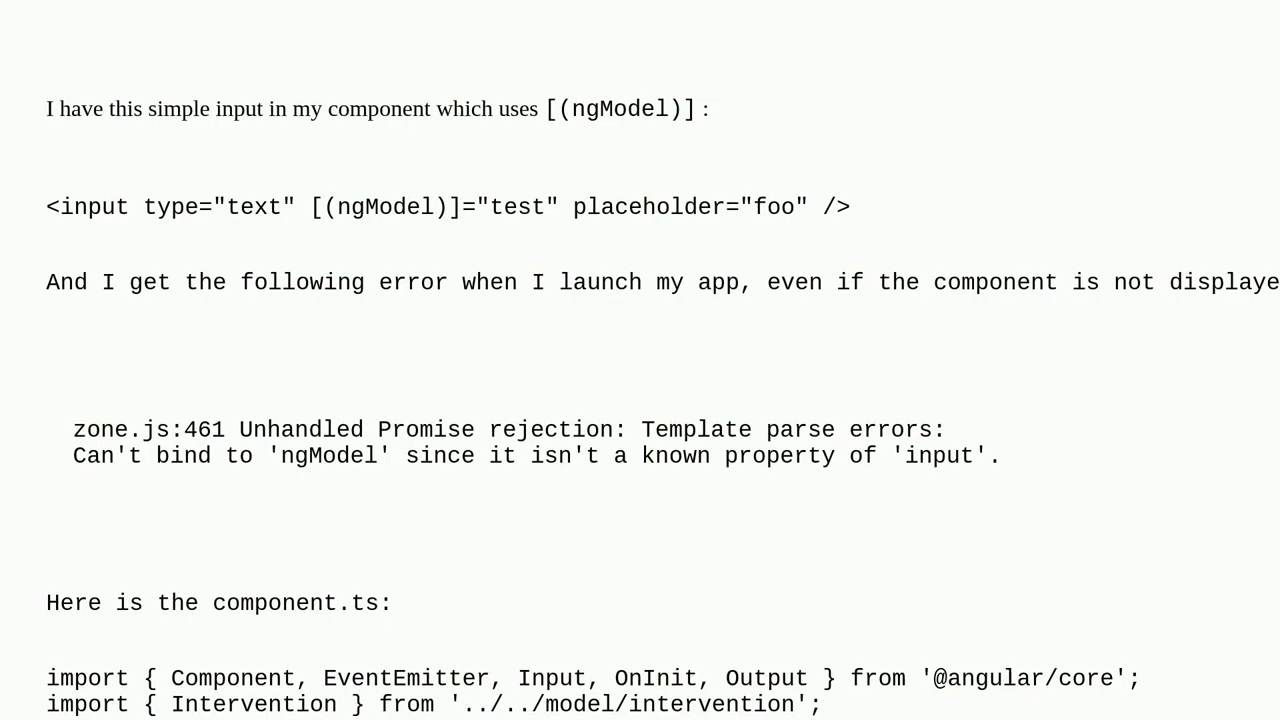 I have this simple input in my component which uses [(ngModel)] :
<input type="text" [(ngModel)]="test" placeholder="foo" />
And I get the following error when I launch my app, even if the component is not displaye
zone.js:461 Unhandled Promise rejection: Template parse errors:
Can't bind to 'ngModel' since it isn't a known property of 'input'.
Here is the component.ts:
import { Component, EventEmitter, Input, OnInit, Output } from '@angular/core';
import { Intervention } from '../../model/intervention';